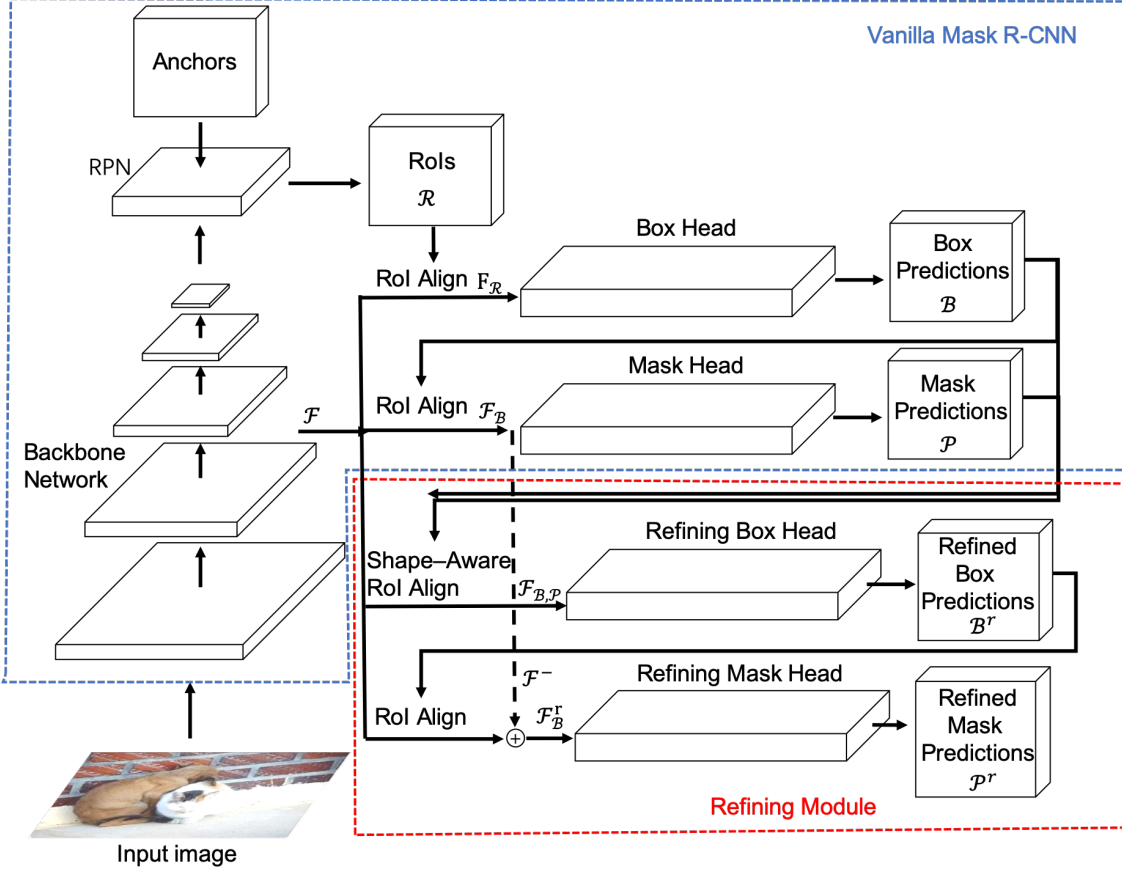 Vanilla Mask R-CNN
Anchors
RPN
RoIs
ℛ
Box Head
Box
Predictions
ℬ
RoI Align F_ℛ
Mask Head
Mask
Predictions
𝒫
RoI Align ℱ_ℬ
ℱ
Backbone
Network
Refining Box Head
Refined
Box
Predictions
ℬ^r
Shape–Aware
RoI Align
ℱ_ℬ,𝒫
Refining Mask Head
ℱ^−
Refined
Mask
Predictions
𝒫^r
RoI Align
+
ℱ_ℬ^r
Refining Module
Input image